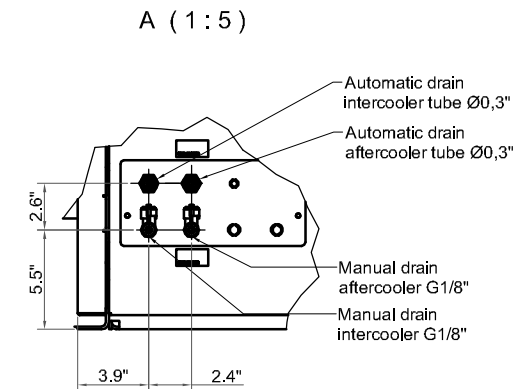 A ( 1 : 5 )
Automatic drain
intercooler tube Ø0,3"
Automatic drain
aftercooler tube Ø0,3"
2.6"
5.5"
Manual drain
aftercooler G1/8"
Manual drain
intercooler G1/8"
3.9"
2.4"